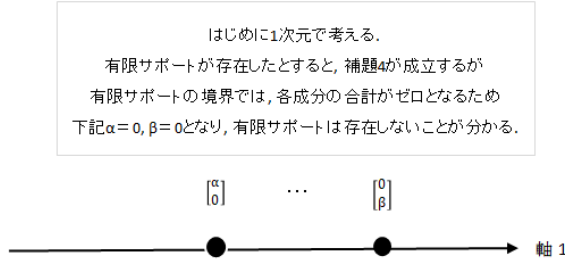 はじめに1次元で考える.
有限サポートが存在したとすると, 補題4が成立するが
有限サポートの境界では, 各成分の合計がゼロとなるため
下記α＝0, β＝0となり, 有限サポートは存在しないことが分かる.
[α 0] ⋯ [0 β]
軸 1